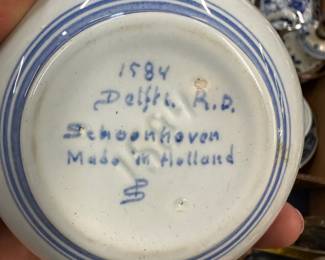 1584
Delfts. R.D.
Schoonhoven
Made in Holland